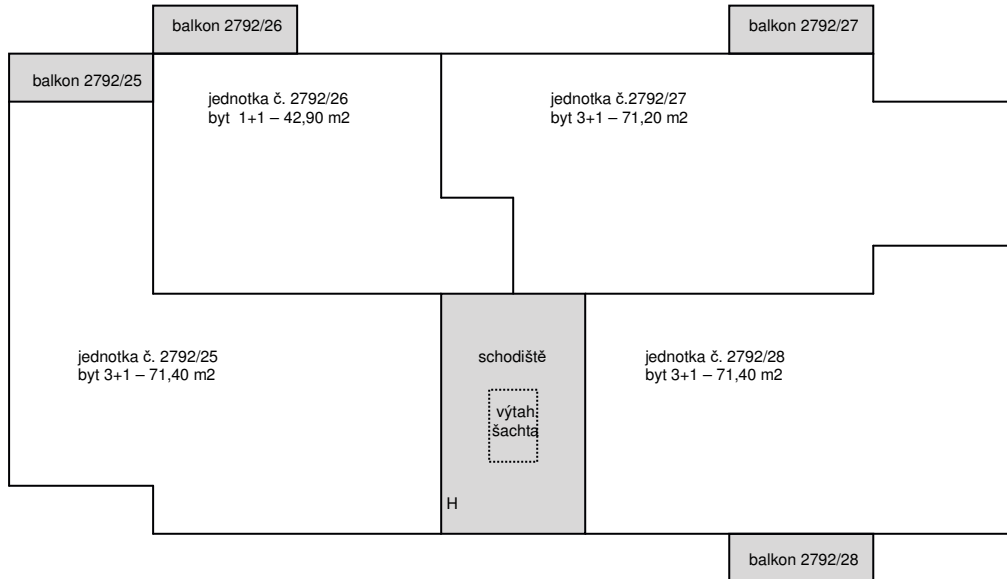 balkon 2792/26
balkon 2792/27
balkon 2792/25
jednotka č. 2792/26
byt 1+1 – 42,90 m2
jednotka č.2792/27
byt 3+1 – 71,20 m2
jednotka č. 2792/25
byt 3+1 – 71,40 m2
schodiště
výtah.
šachta
H
jednotka č. 2792/28
byt 3+1 – 71,40 m2
balkon 2792/28